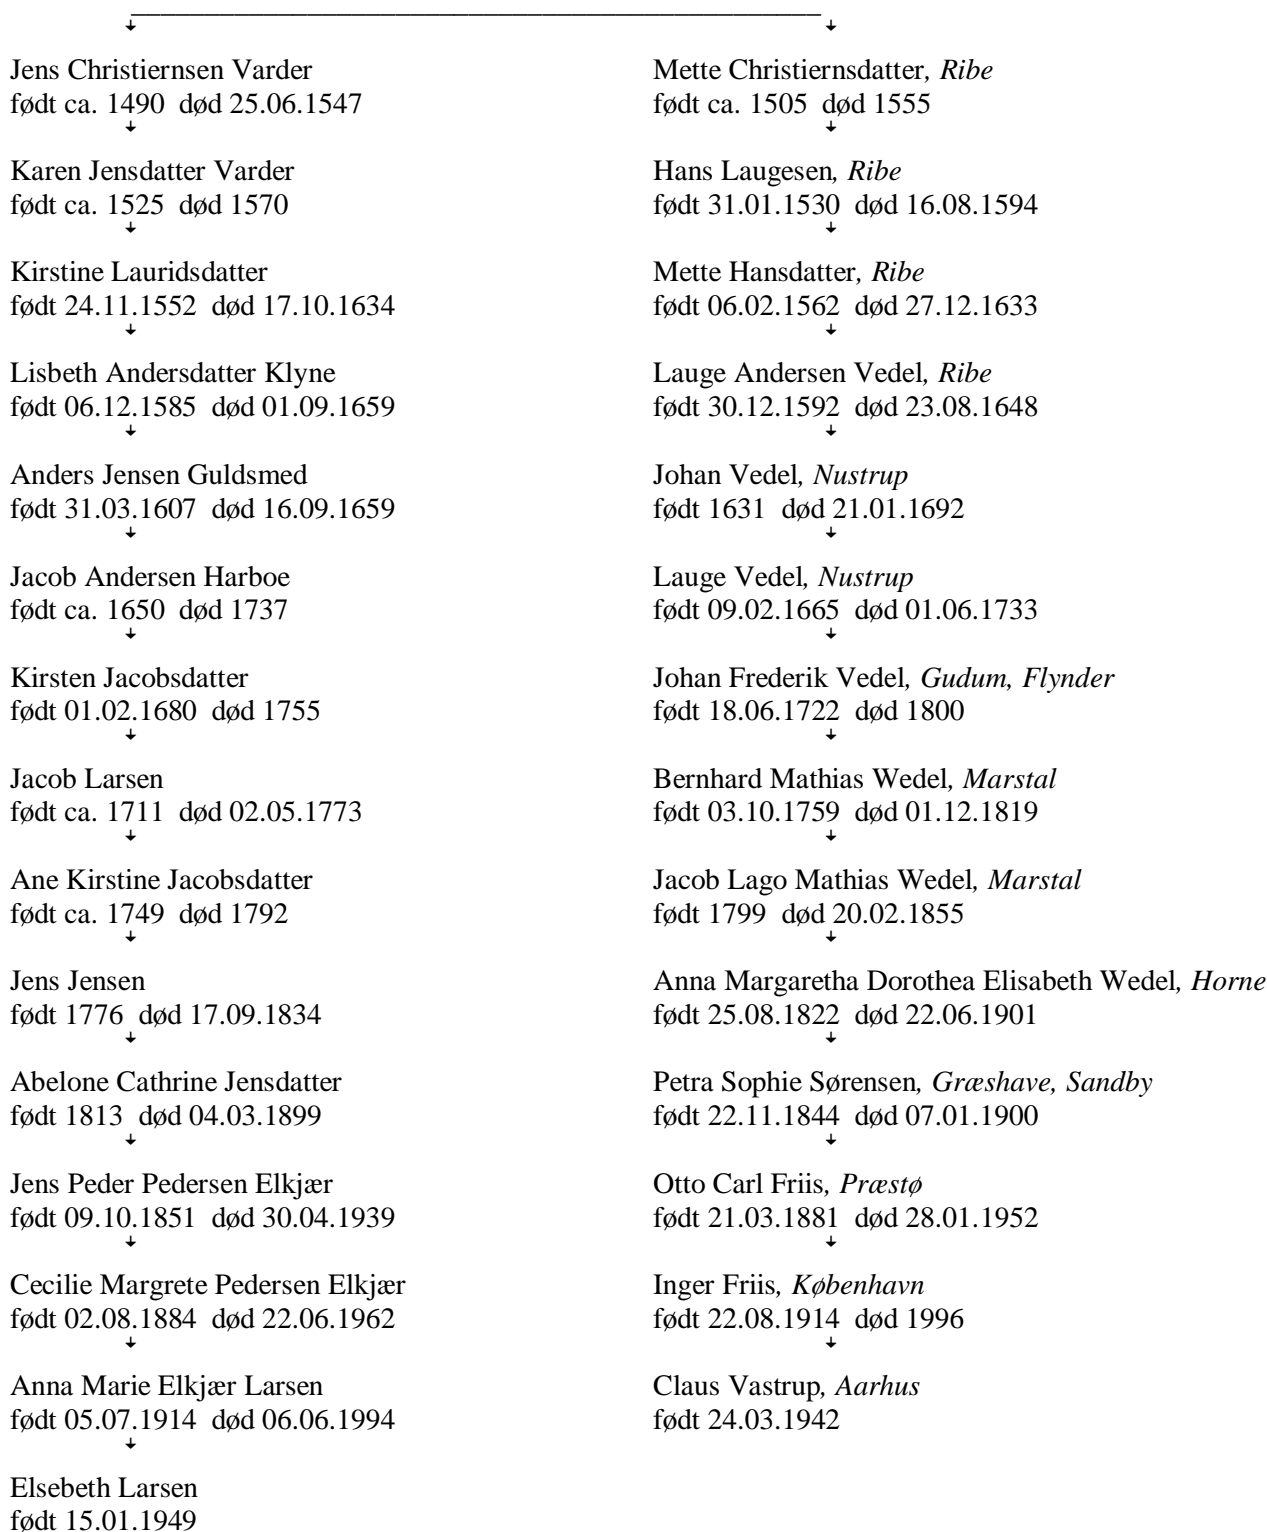 Jens Christiernsen Varder
født ca. 1490 død 25.06.1547
Karen Jensdatter Varder
født ca. 1525 død 1570
Kirstine Lauridsdatter
født 24.11.1552 død 17.10.1634
Lisbeth Andersdatter Klyne
født 06.12.1585 død 01.09.1659
Anders Jensen Guldsmed
født 31.03.1607 død 16.09.1659
Jacob Andersen Harboe
født ca. 1650 død 1737
Kirsten Jacobsdatter
født 01.02.1680 død 1755
Jacob Larsen
født ca. 1711 død 02.05.1773
Ane Kirstine Jacobsdatter
født ca. 1749 død 1792
Jens Jensen
født 1776 død 17.09.1834
Abelone Cathrine Jensdatter
født 1813 død 04.03.1899
Jens Peder Pedersen Elkjær
født 09.10.1851 død 30.04.1939
Cecilie Margrete Pedersen Elkjær
født 02.08.1884 død 22.06.1962
Anna Marie Elkjær Larsen
født 05.07.1914 død 06.06.1994
Elsebeth Larsen
født 15.01.1949
Mette Christiernsdatter, Ribe
født ca. 1505 død 1555
Hans Laugesen, Ribe
født 31.01.1530 død 16.08.1594
Mette Hansdatter, Ribe
født 06.02.1562 død 27.12.1633
Lauge Andersen Vedel, Ribe
født 30.12.1592 død 23.08.1648
Johan Vedel, Nustrup
født 1631 død 21.01.1692
Lauge Vedel, Nustrup
født 09.02.1665 død 01.06.1733
Johan Frederik Vedel, Gudum, Flynder
født 18.06.1722 død 1800
Bernhard Mathias Wedel, Marstal
født 03.10.1759 død 01.12.1819
Jacob Lago Mathias Wedel, Marstal
født 1799 død 20.02.1855
Anna Margaretha Dorothea Elisabeth Wedel, Horne
født 25.08.1822 død 22.06.1901
Petra Sophie Sørensen, Græshave, Sandby
født 22.11.1844 død 07.01.1900
Otto Carl Friis, Præstø
født 21.03.1881 død 28.01.1952
Inger Friis, København
født 22.08.1914 død 1996
Claus Vastrup, Aarhus
født 24.03.1942